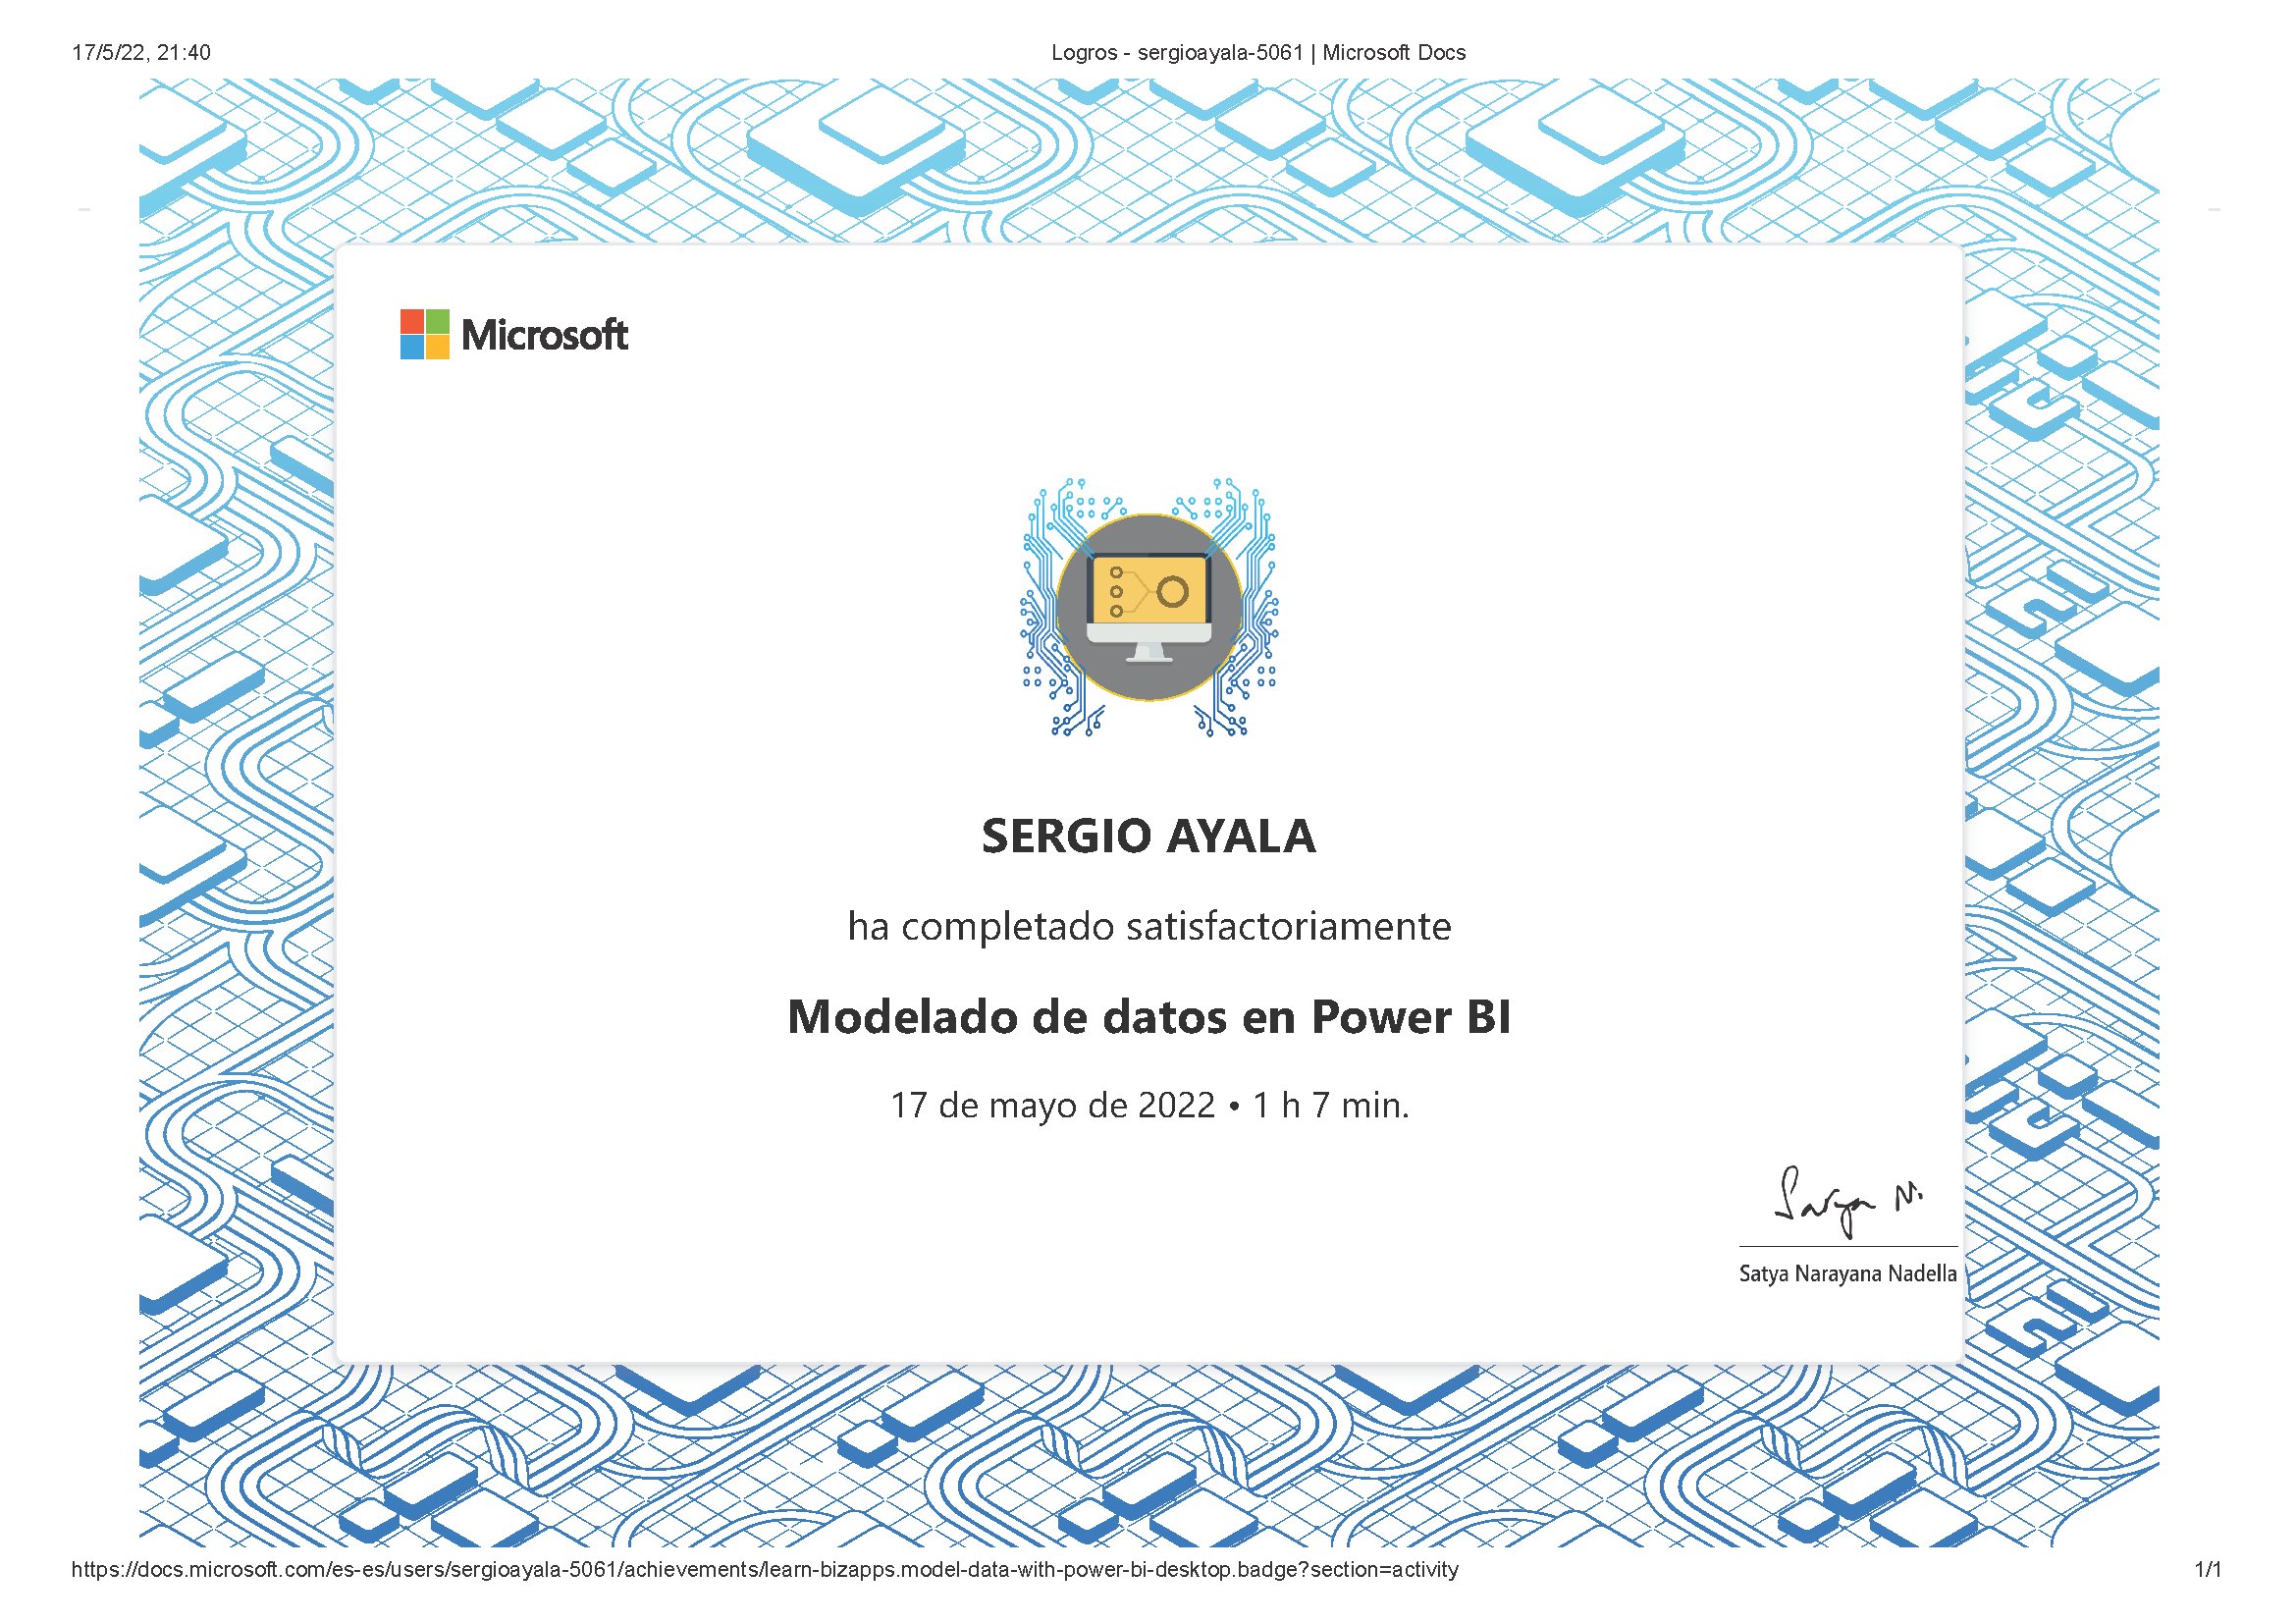 17/5/22, 21:40
Logros - sergioayala-5061 | Microsoft Docs
Microsoft
SERGIO AYALA
ha completado satisfactoriamente
Modelado de datos en Power BI
17 de mayo de 2022 • 1 h 7 min.
Satya N.
Satya Narayana Nadella
https://docs.microsoft.com/es-es/users/sergioayala-5061/achievements/learn-bizapps.model-data-with-power-bi-desktop.badge?section=activity
1/1